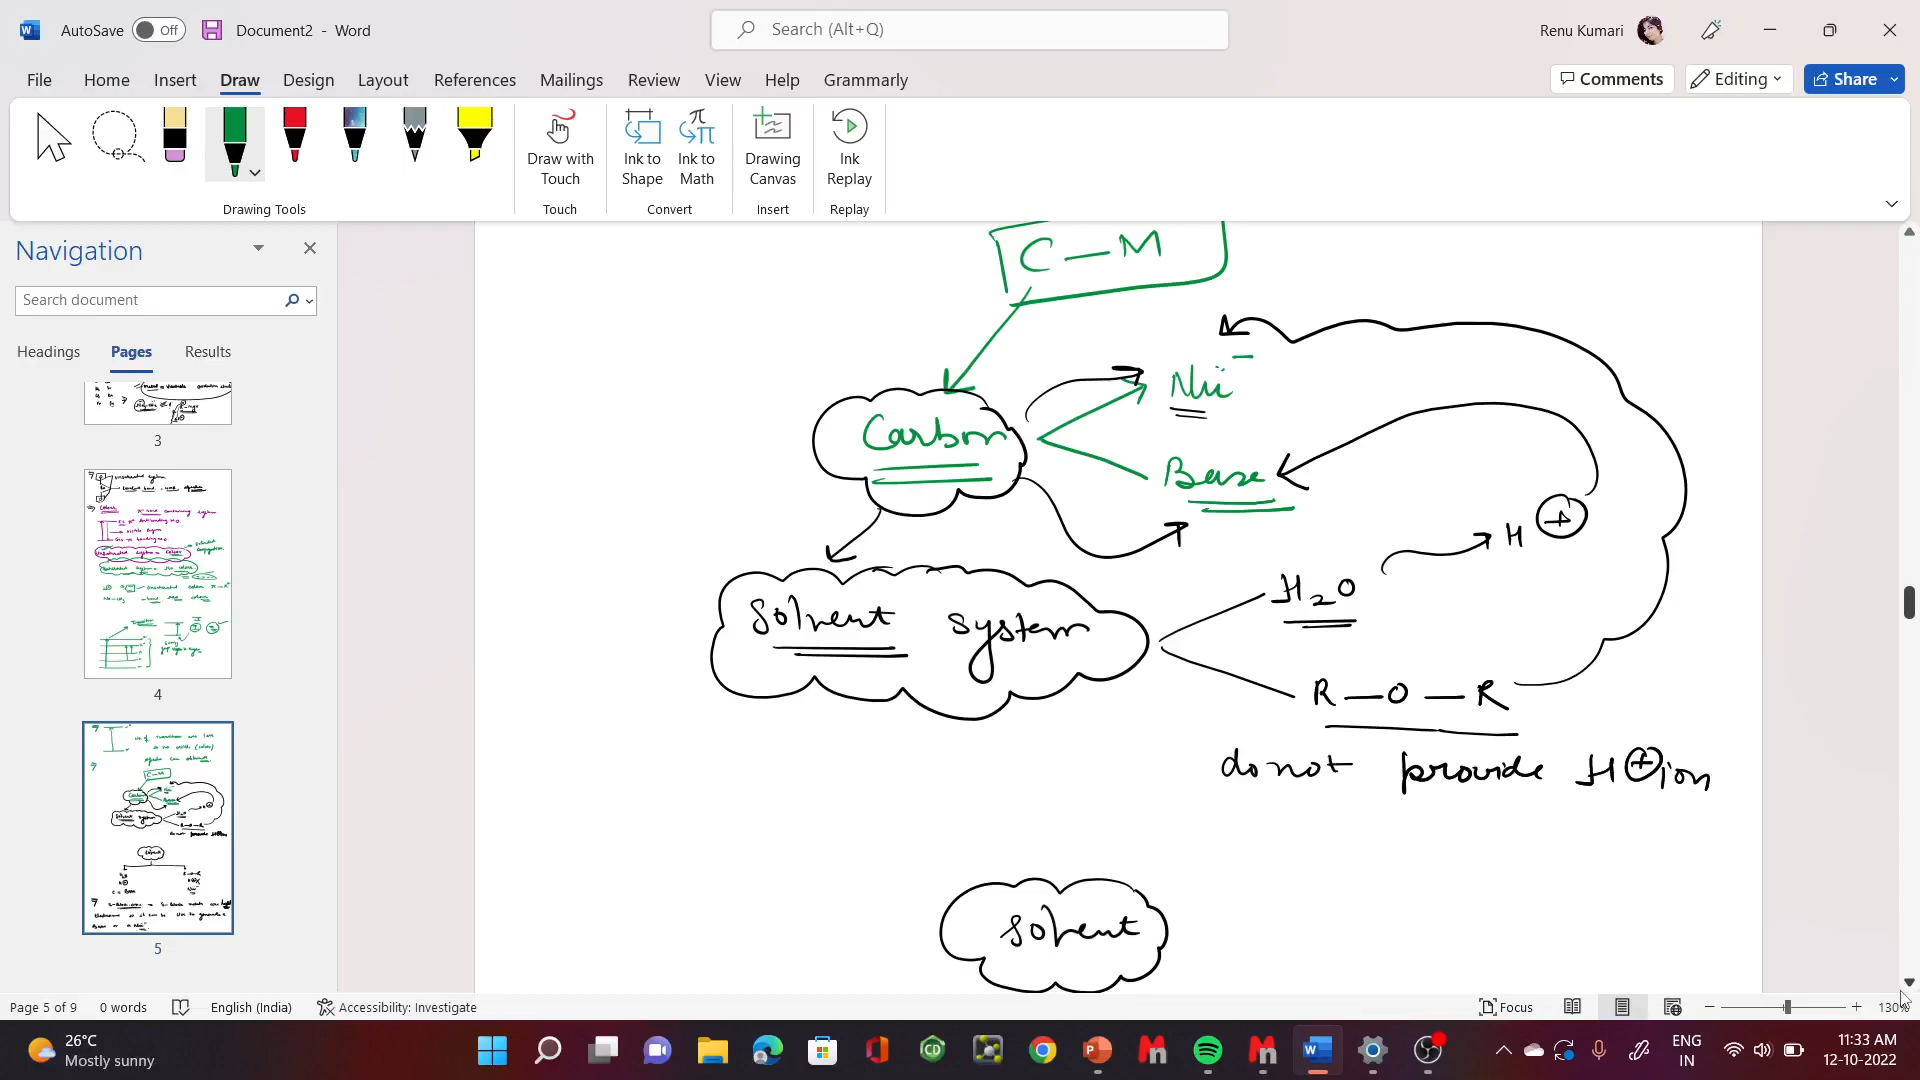 AutoSave Off Document2 - Word
Search (Alt+Q)
Renu Kumari
File Home Insert Draw Design Layout References Mailings Review View Help Grammarly
Comments Editing Share
Draw with Touch
Ink to Shape
Ink to Math
Drawing Canvas
Ink Replay
Drawing Tools Touch Convert Insert Replay
Navigation
Search document
Headings Pages Results
3
4
5
C — M
Nu⁻
Carbon
Base
H⊕
H₂O
Solvent system
R — O — R
do not provide H⊕ion
Solvent
Page 5 of 9 0 words English (India) Accessibility: Investigate
Focus
130%
26°C
Mostly sunny
ENG
IN
11:33 AM
12-10-2022